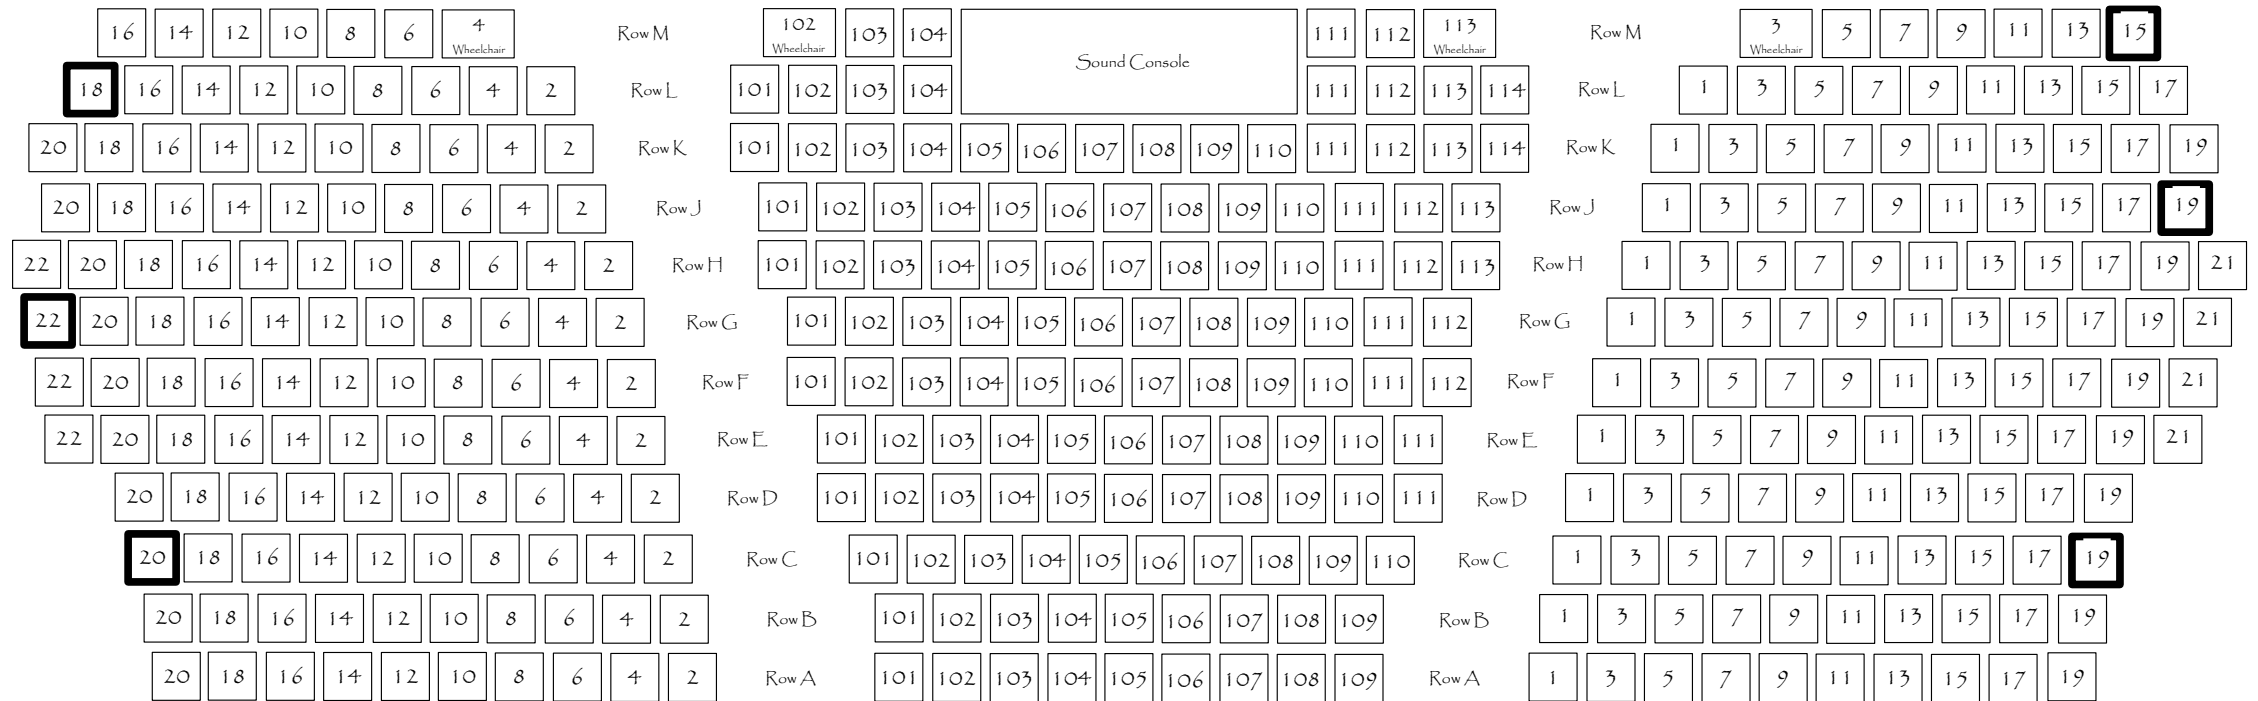 16 14 12 10 8 6 4 Wheelchair Row M 102 Wheelchair 103 104 Sound Console 111 112 113 Wheelchair Row M 3 Wheelchair 5 7 9 11 13 15
18 16 14 12 10 8 6 4 2 Row L 101 102 103 104 111 112 113 114 Row L 1 3 5 7 9 11 13 15 17
20 18 16 14 12 10 8 6 4 2 Row K 101 102 103 104 105 106 107 108 109 110 111 112 113 114 Row K 1 3 5 7 9 11 13 15 17 19
20 18 16 14 12 10 8 6 4 2 Row J 101 102 103 104 105 106 107 108 109 110 111 112 113 Row J 1 3 5 7 9 11 13 15 17 19
22 20 18 16 14 12 10 8 6 4 2 Row H 101 102 103 104 105 106 107 108 109 110 111 112 113 Row H 1 3 5 7 9 11 13 15 17 19 21
22 20 18 16 14 12 10 8 6 4 2 Row G 101 102 103 104 105 106 107 108 109 110 111 112 Row G 1 3 5 7 9 11 13 15 17 19 21
22 20 18 16 14 12 10 8 6 4 2 Row F 101 102 103 104 105 106 107 108 109 110 111 112 Row F 1 3 5 7 9 11 13 15 17 19 21
22 20 18 16 14 12 10 8 6 4 2 Row E 101 102 103 104 105 106 107 108 109 110 111 Row E 1 3 5 7 9 11 13 15 17 19 21
20 18 16 14 12 10 8 6 4 2 Row D 101 102 103 104 105 106 107 108 109 110 111 Row D 1 3 5 7 9 11 13 15 17 19
20 18 16 14 12 10 8 6 4 2 Row C 101 102 103 104 105 106 107 108 109 110 Row C 1 3 5 7 9 11 13 15 17 19
20 18 16 14 12 10 8 6 4 2 Row B 101 102 103 104 105 106 107 108 109 Row B 1 3 5 7 9 11 13 15 17 19
20 18 16 14 12 10 8 6 4 2 Row A 101 102 103 104 105 106 107 108 109 Row A 1 3 5 7 9 11 13 15 17 19